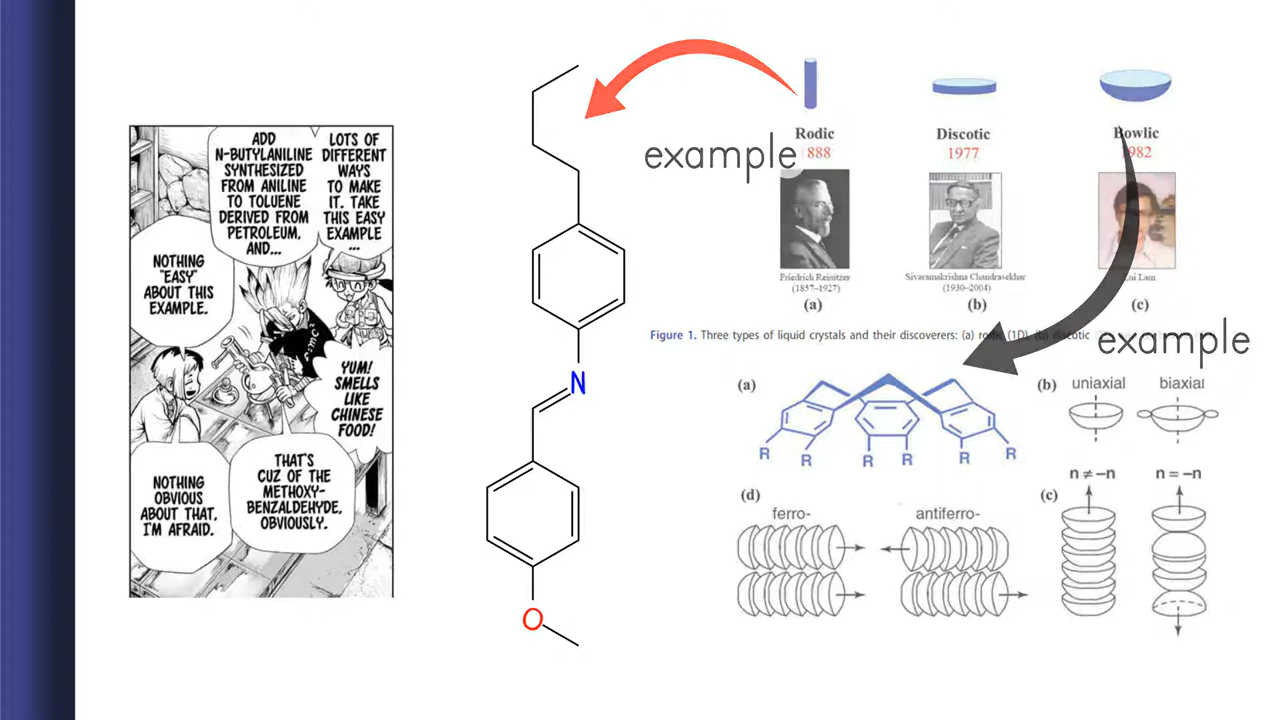 LOTS OF
DIFFERENT
WAYS
TO MAKE
IT. TAKE
THIS EASY
EXAMPLE
...
ADD
N-BUTYLANILINE
SYNTHESIZED
FROM ANILINE
TO TOLUENE
DERIVED FROM
PETROLEUM,
AND...
NOTHING
"EASY"
ABOUT THIS
EXAMPLE.
YUM!
SMELLS
LIKE
CHINESE
FOOD!
THAT'S
CUZ OF THE
METHOXY-
BENZALDEHYDE,
OBVIOUSLY.
NOTHING
OBVIOUS
ABOUT THAT,
I'M AFRAID.
N
O
example
Rodic
888
Friedrich Reinitzer
(1857–1927)
(a)
Discotic
1977
Sivaramakrishna Chandrasekhar
(1930–2004)
(b)
Bowlic
1982
Lui Lam
(c)
Figure 1. Three types of liquid crystals and their discoverers: (a) rodic (1D), (b) discotic
example
(a)
R R R R R R
(b)
uniaxial biaxial
(d)
ferro- antiferro-
n ≠ –n n = –n
(c)